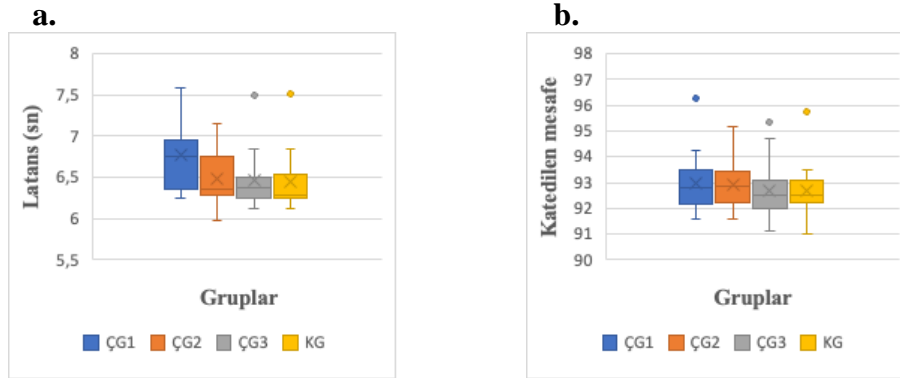 a.
8
7,5
7
6,5
6
5,5
Latans (sn)
Gruplar
ÇG1 ÇG2 ÇG3 KG
b.
98
97
96
95
94
93
92
91
90
Katedilen mesafe
Gruplar
ÇG1 ÇG2 ÇG3 KG